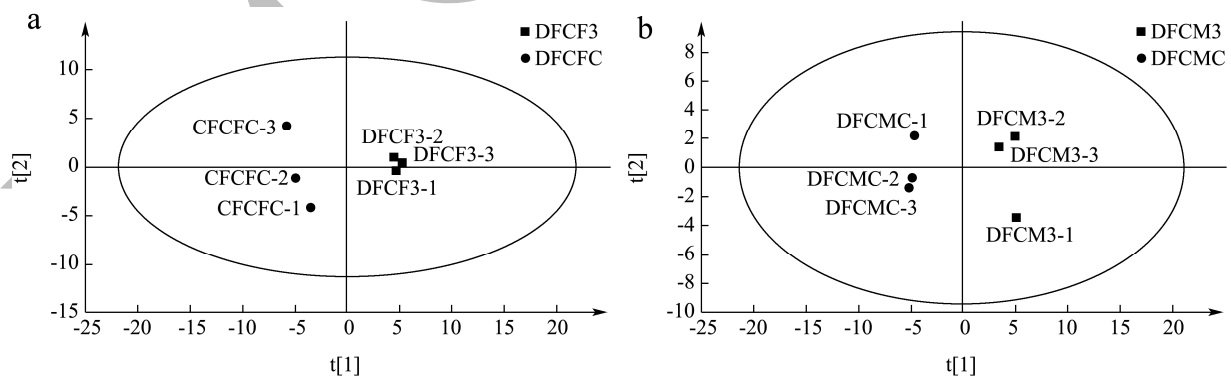 a
DFCF3
DFCFC
10
5
0
-5
-10
-15
-25 -20 -15 -10 -5 0 5 10 15 20
t[1]
t[2]
CFCFC-3
CFCFC-2
CFCFC-1
DFCF3-2
DFCF3-3
DFCF3-1
b
DFCM3
DFCMC
8
6
4
2
0
-2
-4
-6
-8
-10
-25 -20 -15 -10 -5 0 5 10 15 20
t[1]
t[2]
DFCMC-1
DFCMC-2
DFCMC-3
DFCM3-2
DFCM3-3
DFCM3-1